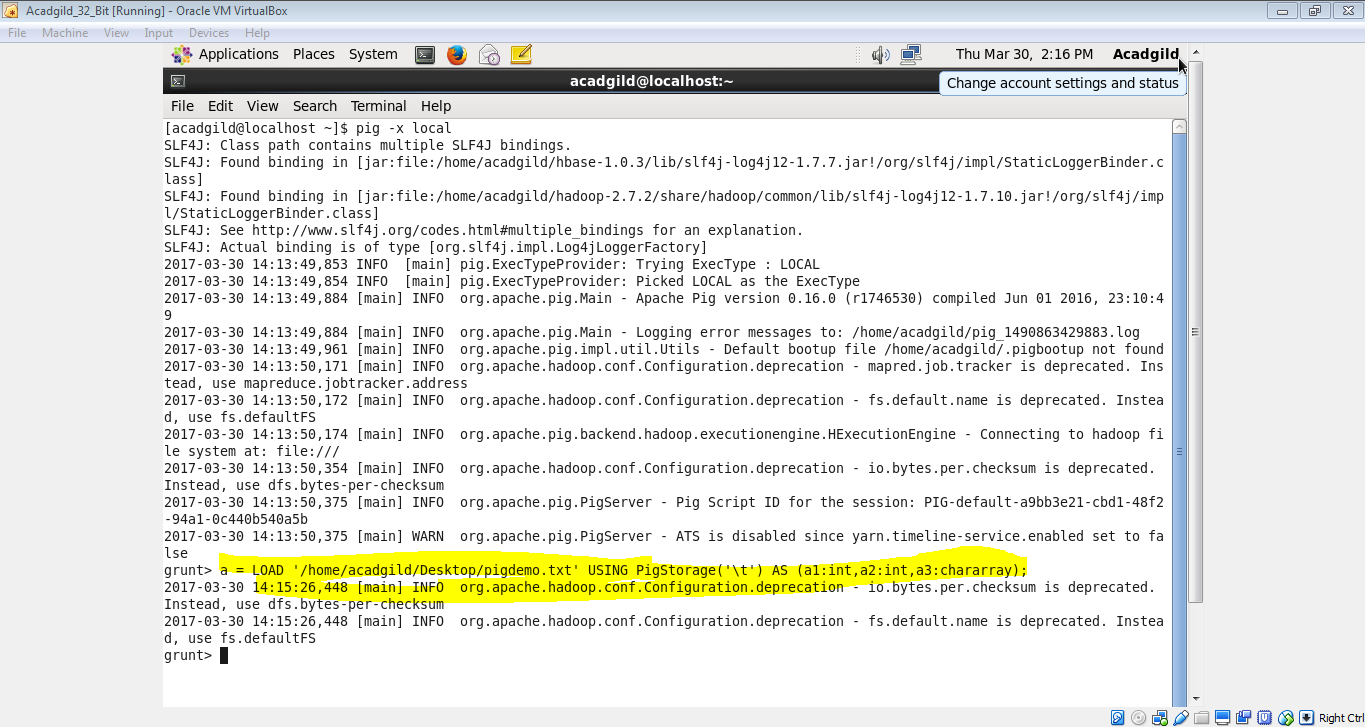 Acadgild_32_Bit [Running] - Oracle VM VirtualBox
File Machine View Input Devices Help
Applications Places System Thu Mar 30, 2:16 PM Acadgild
acadgild@localhost:~
Change account settings and status
File Edit View Search Terminal Help
[acadgild@localhost ~]$ pig -x local
SLF4J: Class path contains multiple SLF4J bindings.
SLF4J: Found binding in [jar:file:/home/acadgild/hbase-1.0.3/lib/slf4j-log4j12-1.7.7.jar!/org/slf4j/impl/StaticLoggerBinder.c
lass]
SLF4J: Found binding in [jar:file:/home/acadgild/hadoop-2.7.2/share/hadoop/common/lib/slf4j-log4j12-1.7.10.jar!/org/slf4j/imp
l/StaticLoggerBinder.class]
SLF4J: See http://www.slf4j.org/codes.html#multiple_bindings for an explanation.
SLF4J: Actual binding is of type [org.slf4j.impl.Log4jLoggerFactory]
2017-03-30 14:13:49,853 INFO  [main] pig.ExecTypeProvider: Trying ExecType : LOCAL
2017-03-30 14:13:49,854 INFO  [main] pig.ExecTypeProvider: Picked LOCAL as the ExecType
2017-03-30 14:13:49,884 [main] INFO  org.apache.pig.Main - Apache Pig version 0.16.0 (r1746530) compiled Jun 01 2016, 23:10:4
9
2017-03-30 14:13:49,884 [main] INFO  org.apache.pig.Main - Logging error messages to: /home/acadgild/pig_1490863429883.log
2017-03-30 14:13:49,961 [main] INFO  org.apache.pig.impl.util.Utils - Default bootup file /home/acadgild/.pigbootup not found
2017-03-30 14:13:50,171 [main] INFO  org.apache.hadoop.conf.Configuration.deprecation - mapred.job.tracker is deprecated. Ins
tead, use mapreduce.jobtracker.address
2017-03-30 14:13:50,172 [main] INFO  org.apache.hadoop.conf.Configuration.deprecation - fs.default.name is deprecated. Instea
d, use fs.defaultFS
2017-03-30 14:13:50,174 [main] INFO  org.apache.pig.backend.hadoop.executionengine.HExecutionEngine - Connecting to hadoop fi
le system at: file:///
2017-03-30 14:13:50,354 [main] INFO  org.apache.hadoop.conf.Configuration.deprecation - io.bytes.per.checksum is deprecated.
Instead, use dfs.bytes-per-checksum
2017-03-30 14:13:50,375 [main] INFO  org.apache.pig.PigServer - Pig Script ID for the session: PIG-default-a9bb3e21-cbd1-48f2
-94a1-0c440b540a5b
2017-03-30 14:13:50,375 [main] WARN  org.apache.pig.PigServer - ATS is disabled since yarn.timeline-service.enabled set to fa
lse
grunt> a = LOAD '/home/acadgild/Desktop/pigdemo.txt' USING PigStorage('\t') AS (a1:int,a2:int,a3:chararray);
2017-03-30 14:15:26,448 [main] INFO  org.apache.hadoop.conf.Configuration.deprecation - io.bytes.per.checksum is deprecated.
Instead, use dfs.bytes-per-checksum
2017-03-30 14:15:26,448 [main] INFO  org.apache.hadoop.conf.Configuration.deprecation - fs.default.name is deprecated. Instea
d, use fs.defaultFS
grunt>
Right Ctrl